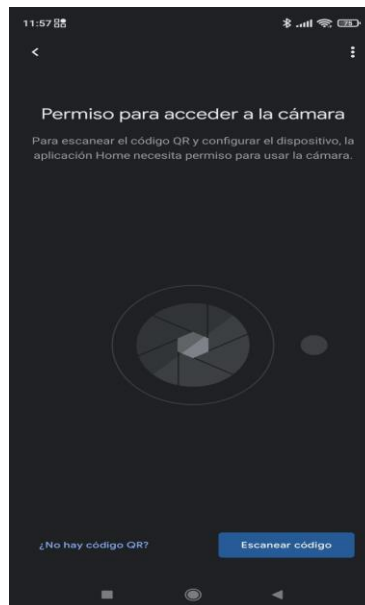 11:57
78
Permiso para acceder a la cámara
Para escanear el código QR y configurar el dispositivo, la
aplicación Home necesita permiso para usar la cámara.
¿No hay código QR?
Escanear código